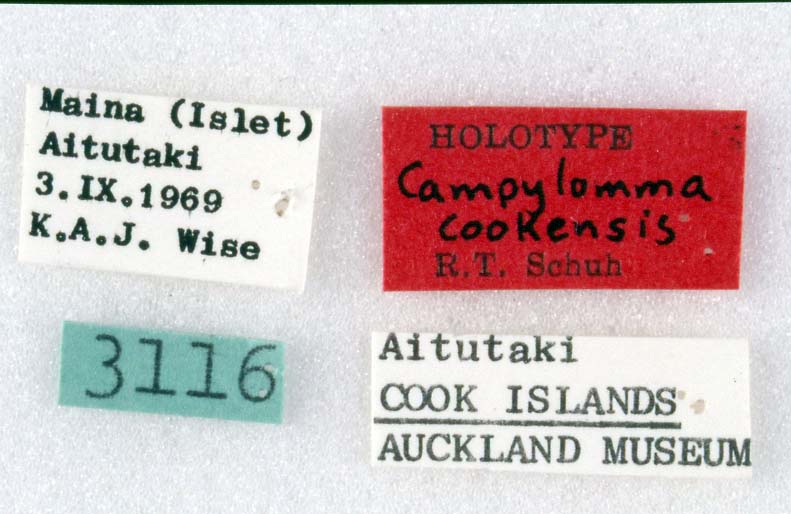 Maina (Islet)
Aitutaki
3.IX.1969
K.A.J. Wise
HOLOTYPE
Campylomma
cookensis
R.T. Schuh
3116
Aitutaki
COOK ISLANDS
AUCKLAND MUSEUM